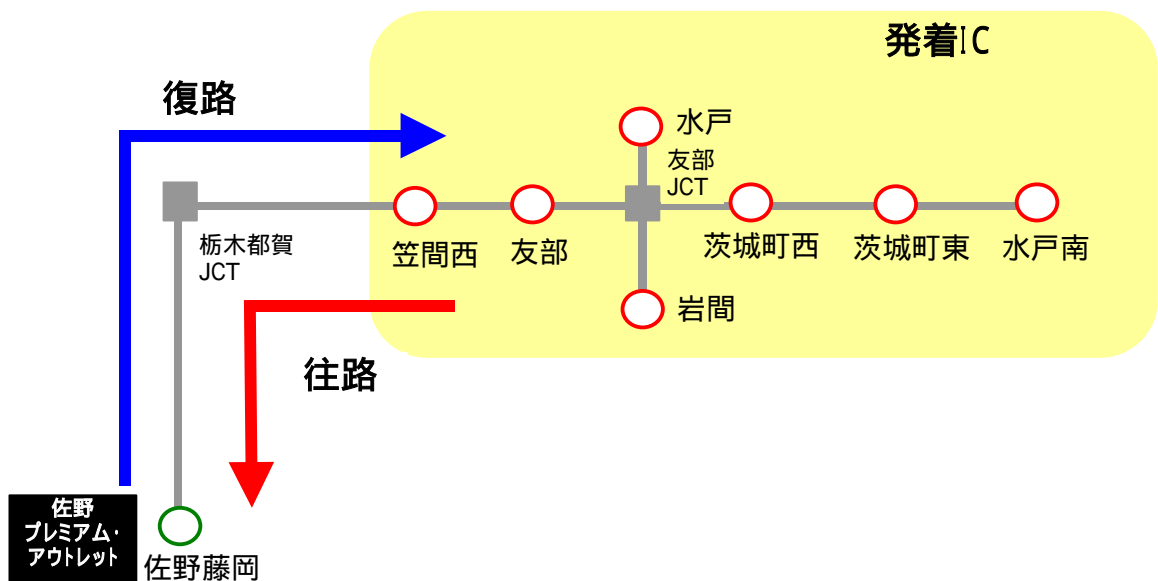 発着IC
復路
水戸
友部
JCT
栃木都賀
JCT
笠間西
友部
茨城町西
茨城町東
水戸南
岩間
往路
佐野
プレミアム・
アウトレット
佐野藤岡